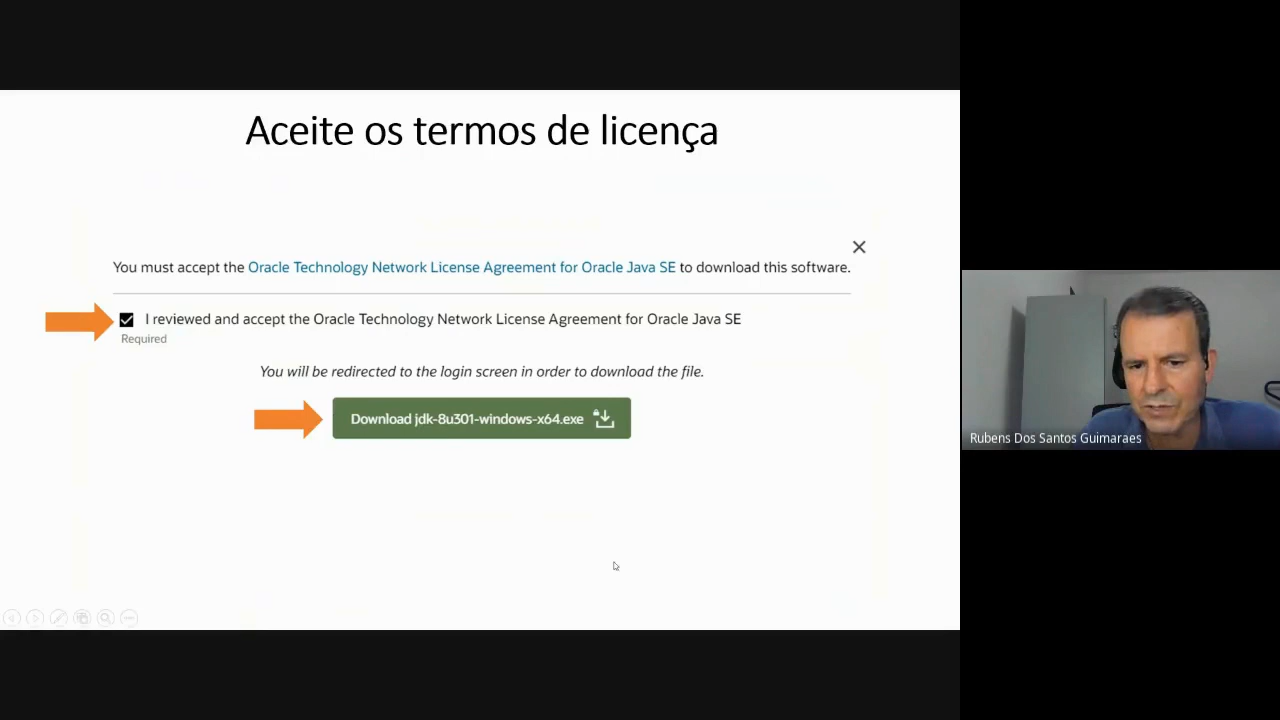 Aceite os termos de licença
You must accept the Oracle Technology Network License Agreement for Oracle Java SE to download this software.
I reviewed and accept the Oracle Technology Network License Agreement for Oracle Java SE
Required
You will be redirected to the login screen in order to download the file.
Download jdk-8u301-windows-x64.exe
Rubens Dos Santos Guimaraes